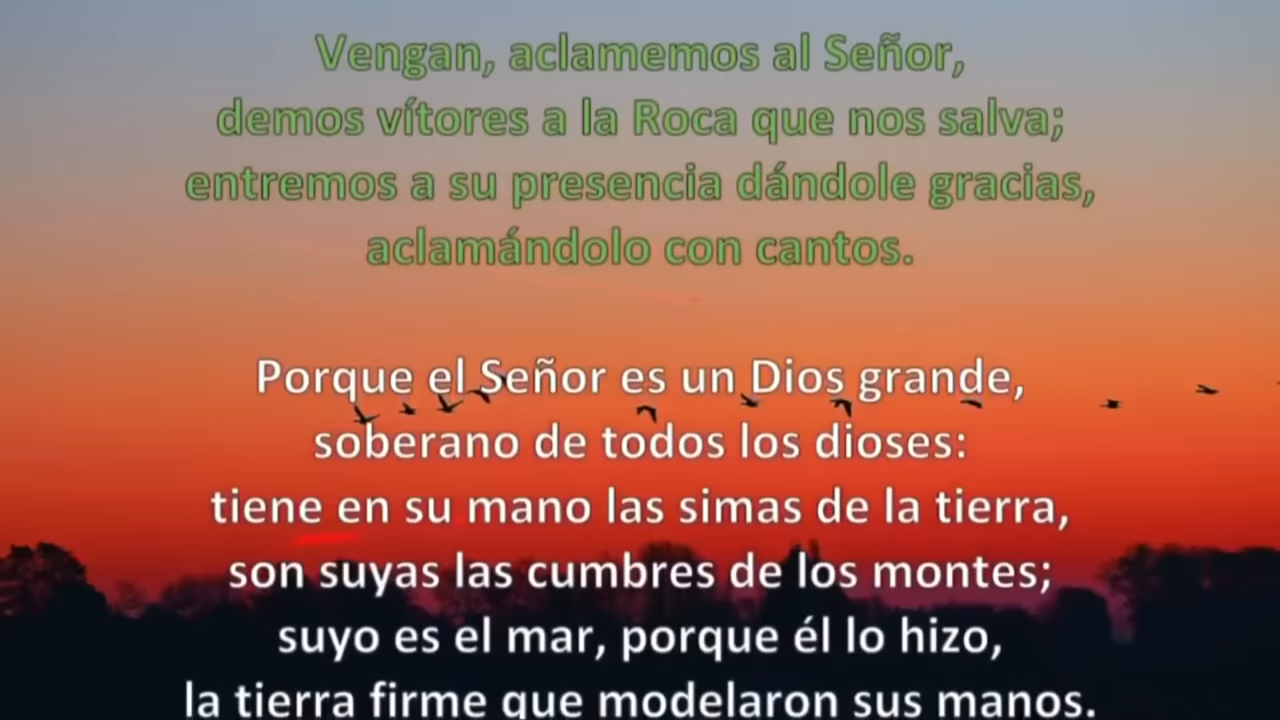 Vengan, aclamemos al Señor,
demos vítores a la Roca que nos salva;
entremos a su presencia dándole gracias,
aclamándolo con cantos.
Porque el Señor es un Dios grande,
soberano de todos los dioses:
tiene en su mano las simas de la tierra,
son suyas las cumbres de los montes;
suyo es el mar, porque él lo hizo,
la tierra firme que modelaron sus manos.